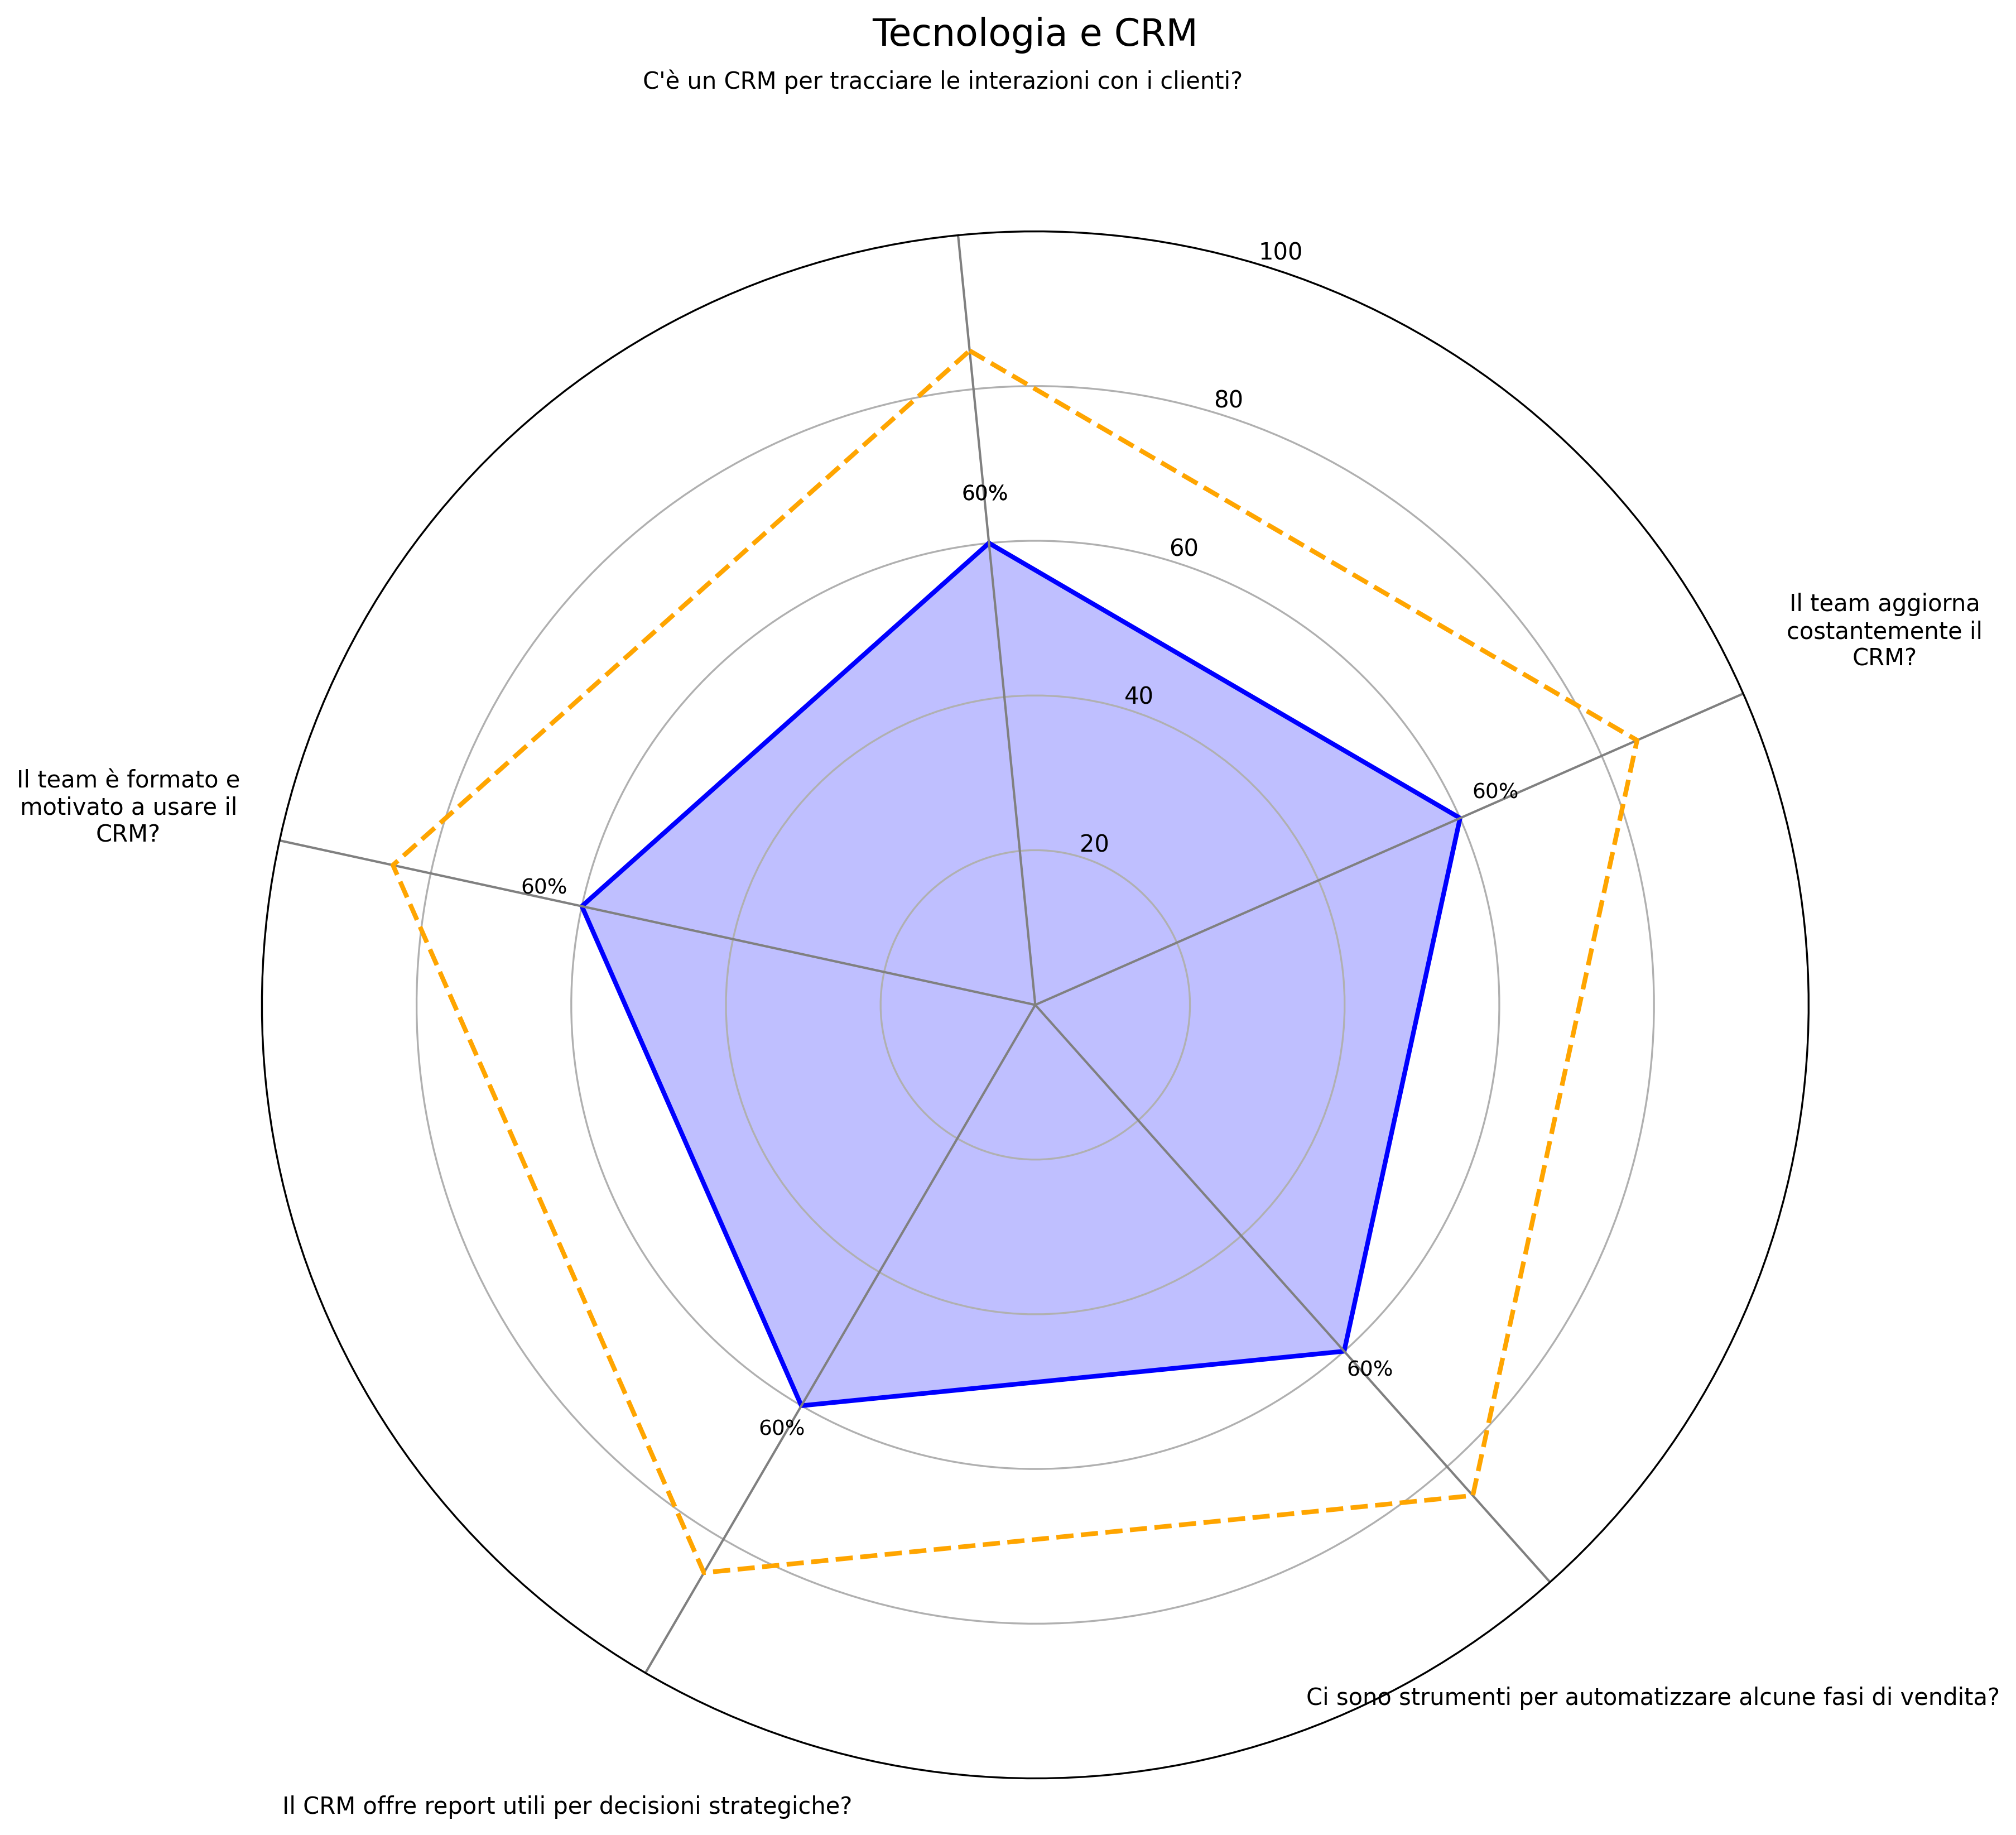 Tecnologia e CRM
C'è un CRM per tracciare le interazioni con i clienti?
100
80
60%
60
Il team aggiorna
costantemente il
CRM?
40
Il team è formato e
motivato a usare il
CRM?
60%
20
60%
60%
60%
Ci sono strumenti per automatizzare alcune fasi di vendita?
Il CRM offre report utili per decisioni strategiche?